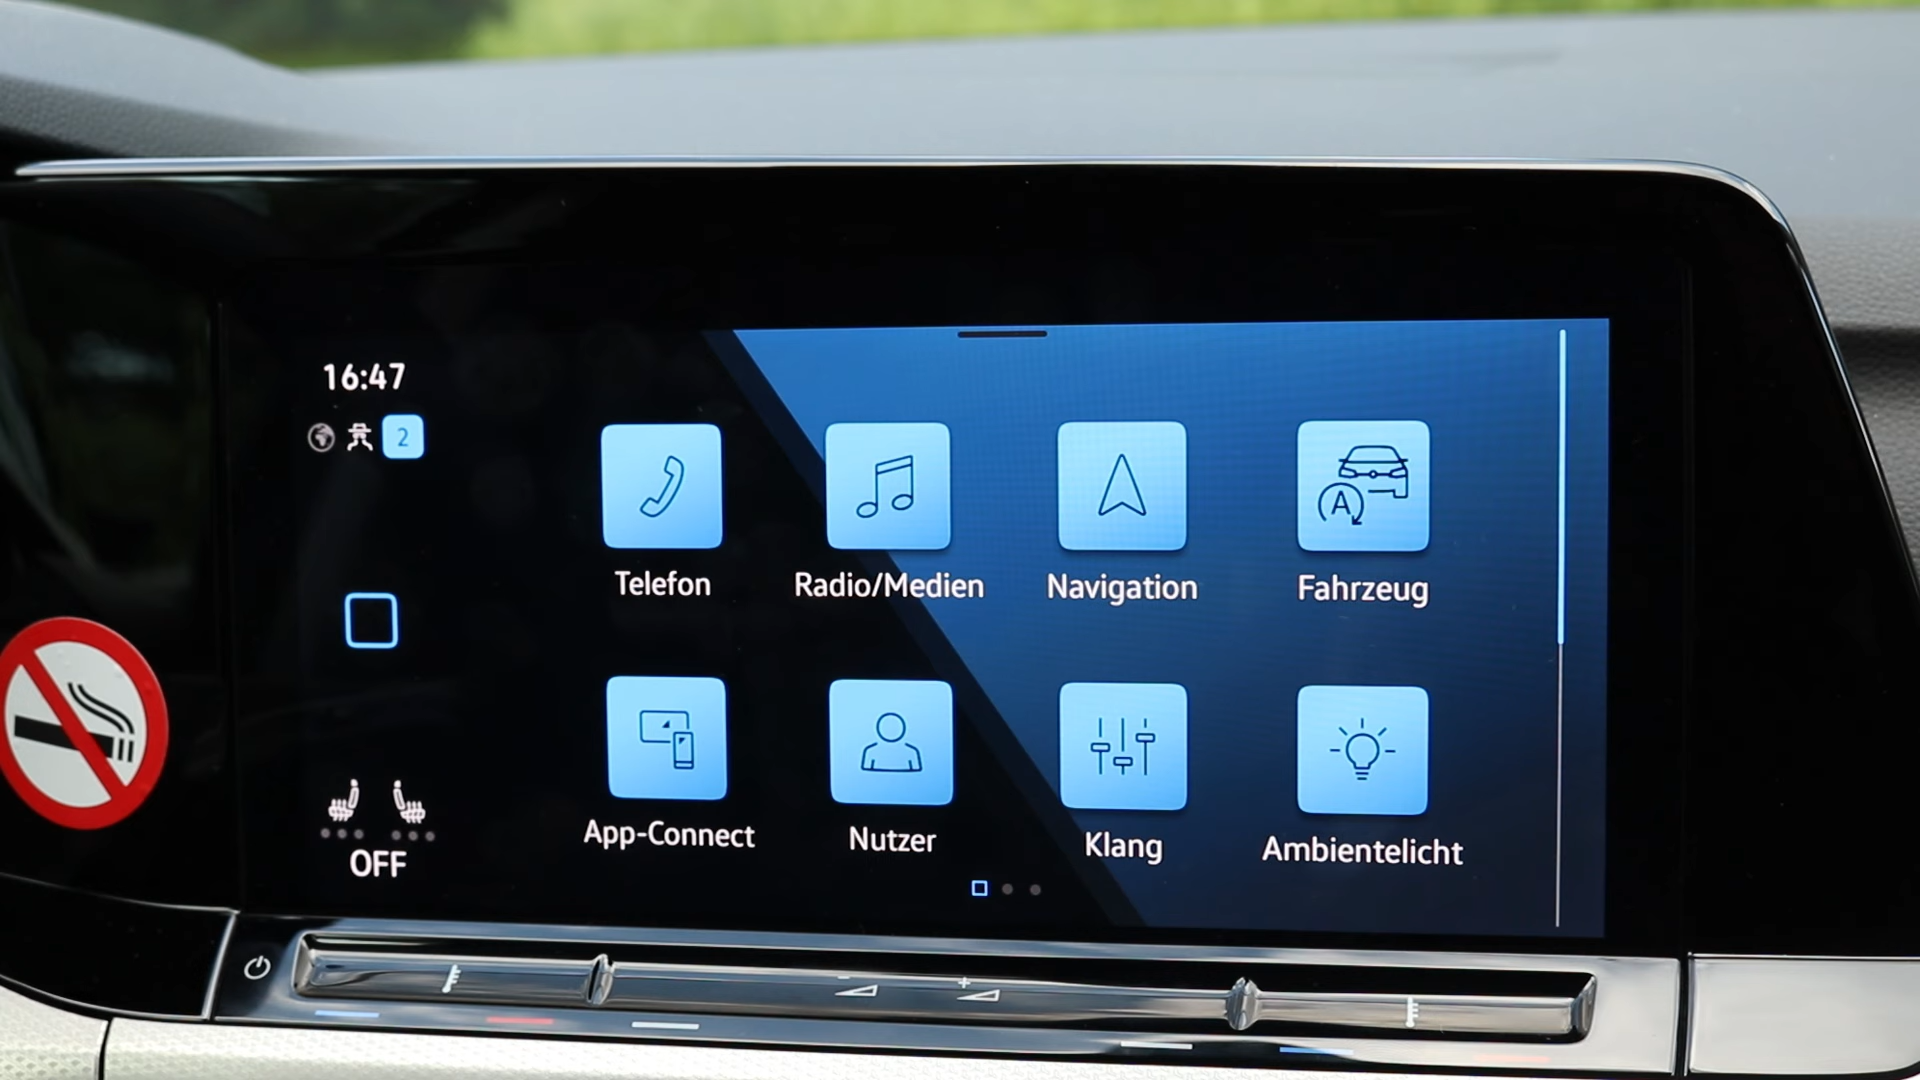 16:47
2
Telefon
Radio/Medien
Navigation
A
Fahrzeug
App-Connect
Nutzer
Klang
Ambientelicht
OFF